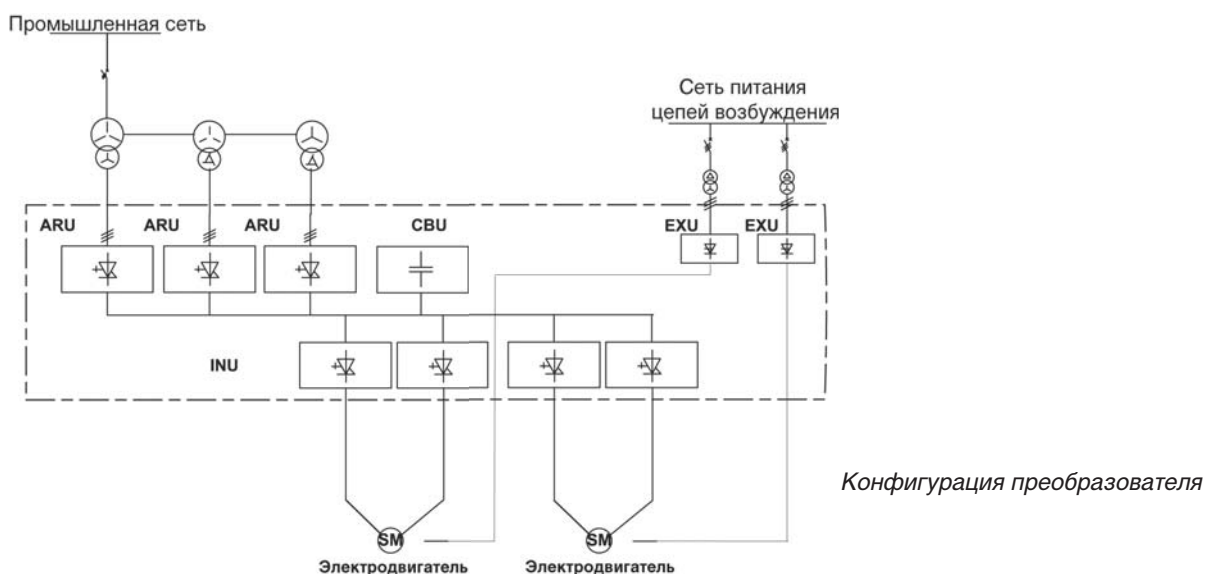 Промышленная сеть
Сеть питания
цепей возбуждения
ARU ARU ARU CBU EXU EXU
INU
Конфигурация преобразователя
SM SM
Электродвигатель Электродвигатель